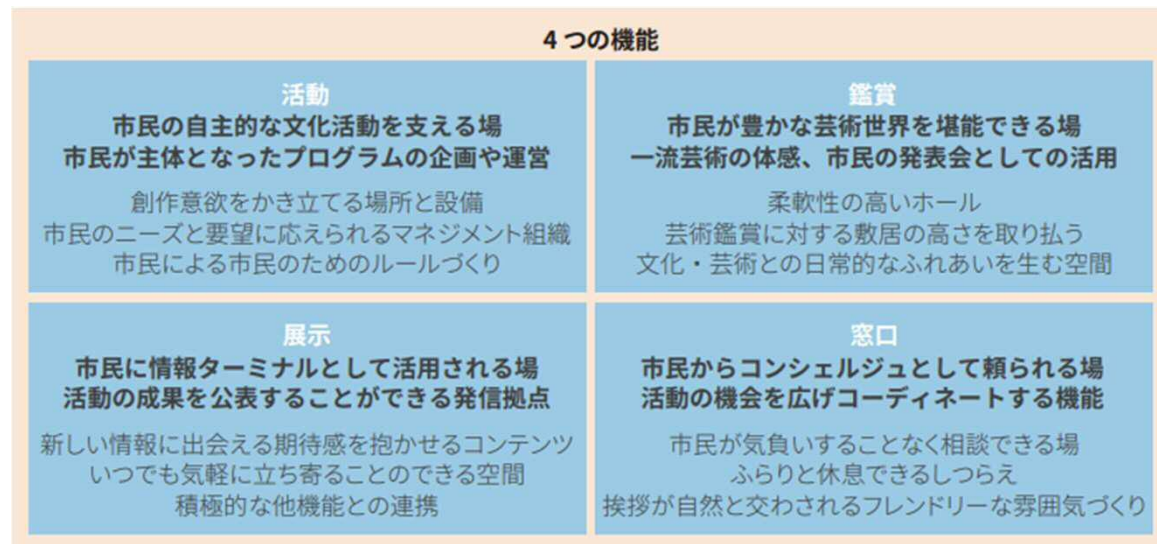 4つの機能
活動
市民の自主的な文化活動を支える場
市民が主体となったプログラムの企画や運営
創作意欲をかき立てる場所と設備
市民のニーズと要望に応えられるマネジメント組織
市民による市民のためのルールづくり
鑑賞
市民が豊かな芸術世界を堪能できる場
一流芸術の体感、市民の発表会としての活用
柔軟性の高いホール
芸術鑑賞に対する敷居の高さを取り払う
文化・芸術との日常的なふれあいを生む空間
展示
市民に情報ターミナルとして活用される場
活動の成果を公表することができる発信拠点
新しい情報に出会える期待感を抱かせるコンテンツ
いつでも気軽に立ち寄ることのできる空間
積極的な他機能との連携
窓口
市民からコンシェルジュとして頼られる場
活動の機会を広げコーディネートする機能
市民が気負いすることなく相談できる場
ふらりと休息できるしつらえ
挨拶が自然と交わされるフレンドリーな雰囲気づくり